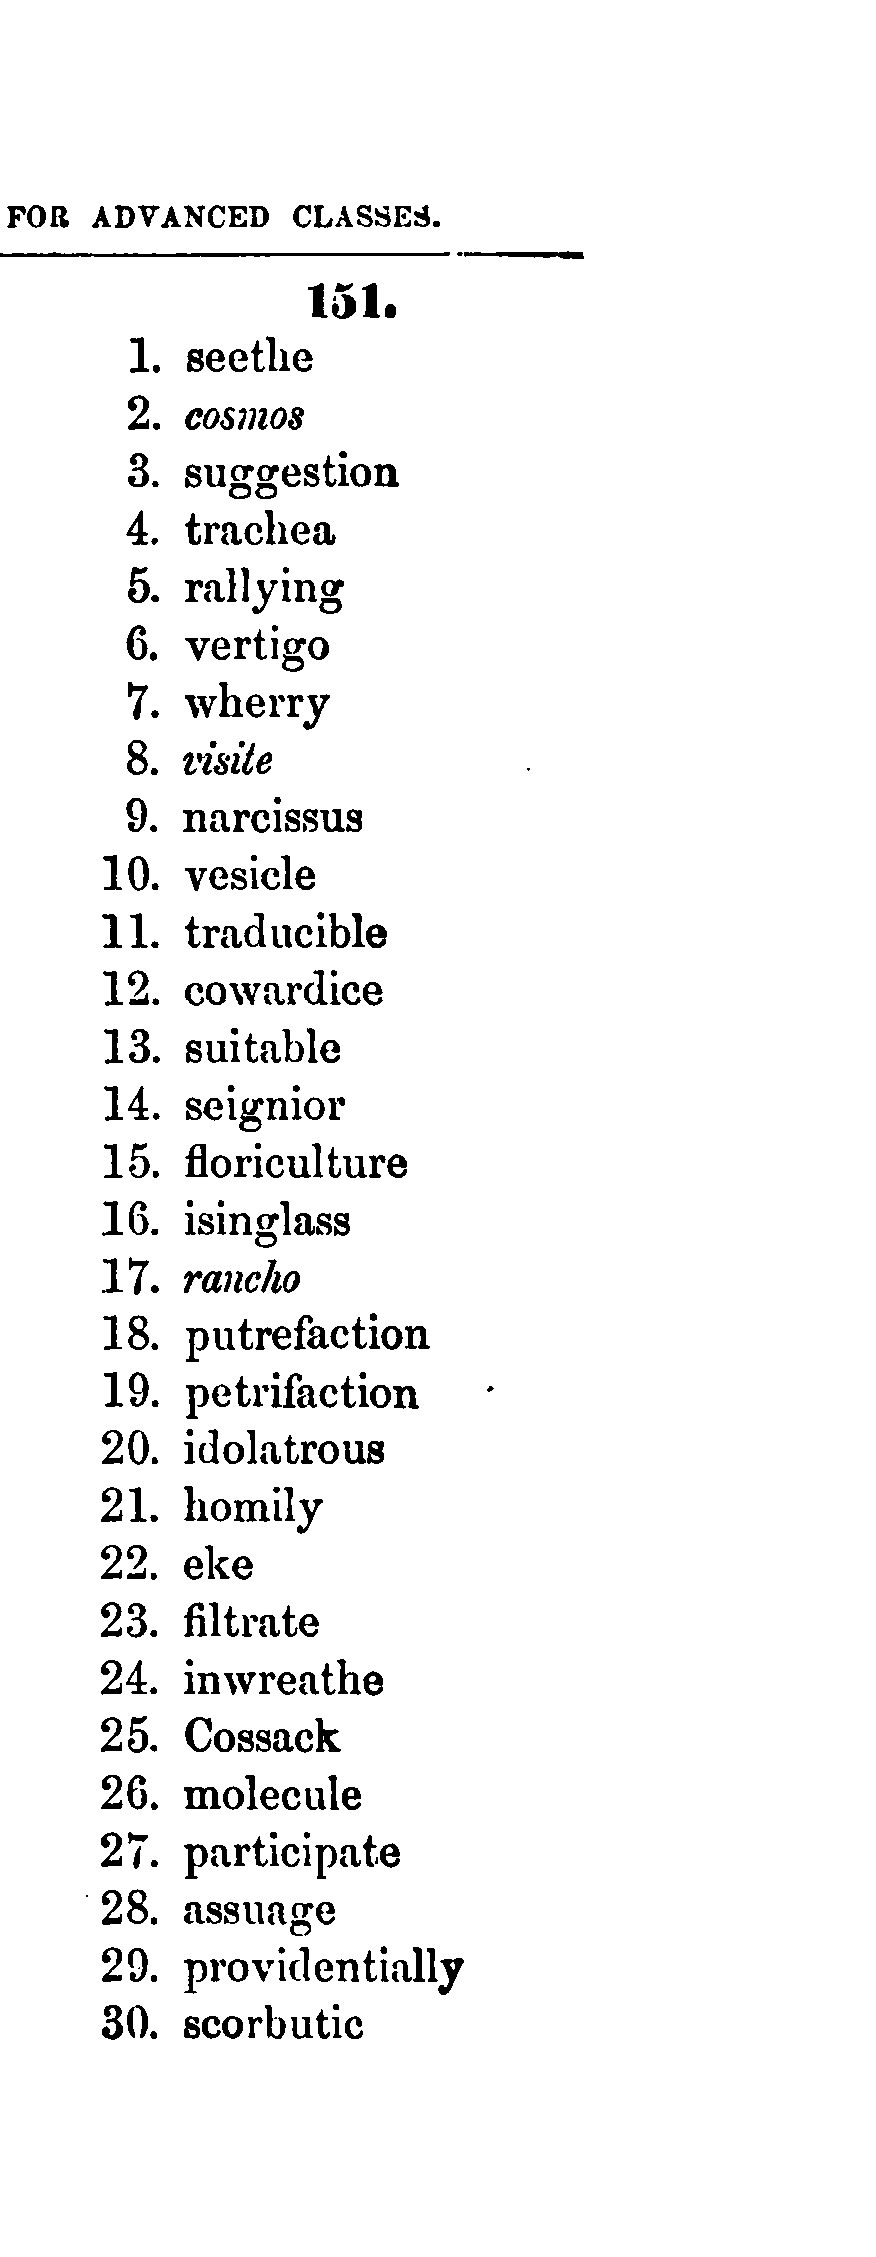 FOR ADVANCED CLASSES.
151.
1. seethe
2. cosmos
3. suggestion
4. trachea
5. rallying
6. vertigo
7. wherry
8. visite
9. narcissus
10. vesicle
11. traducible
12. cowardice
13. suitable
14. seignior
15. floriculture
16. isinglass
17. rancho
18. putrefaction
19. petrifaction
20. idolatrous
21. homily
22. eke
23. filtrate
24. inwreathe
25. Cossack
26. molecule
27. participate
28. assuage
29. providentially
30. scorbutic